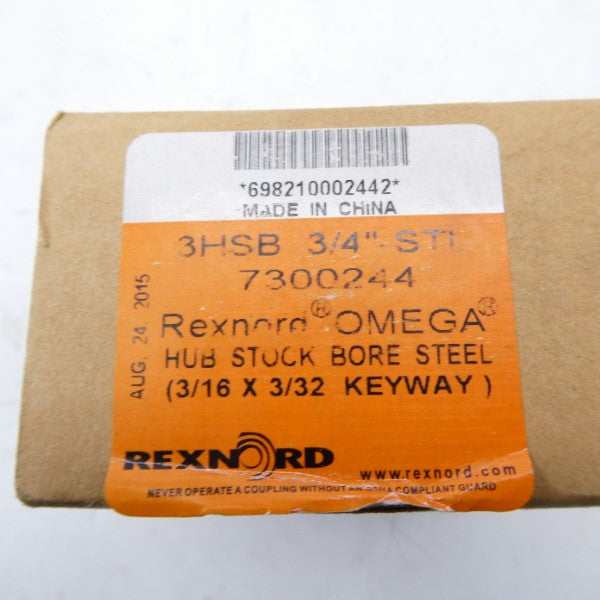 *698210002442*
MADE IN CHINA
3HSB 3/4"-STL
7300244
AUG. 24. 2015
Rexnord® OMEGA®
HUB STOCK BORE STEEL
(3/16 X 3/32 KEYWAY)
REXNORD
www.rexnord.com
NEVER OPERATE A COUPLING WITHOUT AN OSHA COMPLIANT GUARD